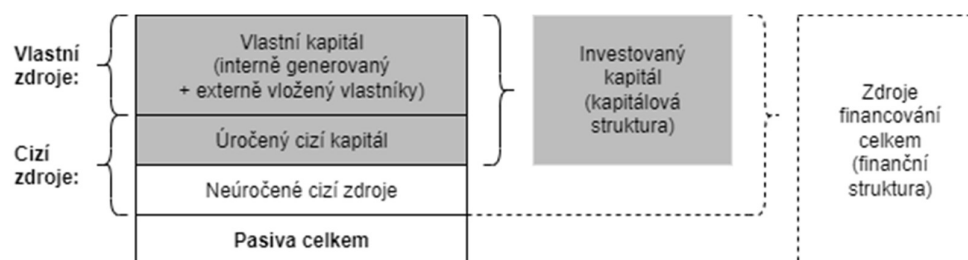 Vlastní
zdroje:
Vlastní kapitál
(interně generovaný
+ externě vložený vlastníky)
Úročený cizí kapitál
Cizí
zdroje:
Neúročené cizí zdroje
Pasiva celkem
Investovaný
kapitál
(kapitálová
struktura)
Zdroje
financování
celkem
(finanční
struktura)